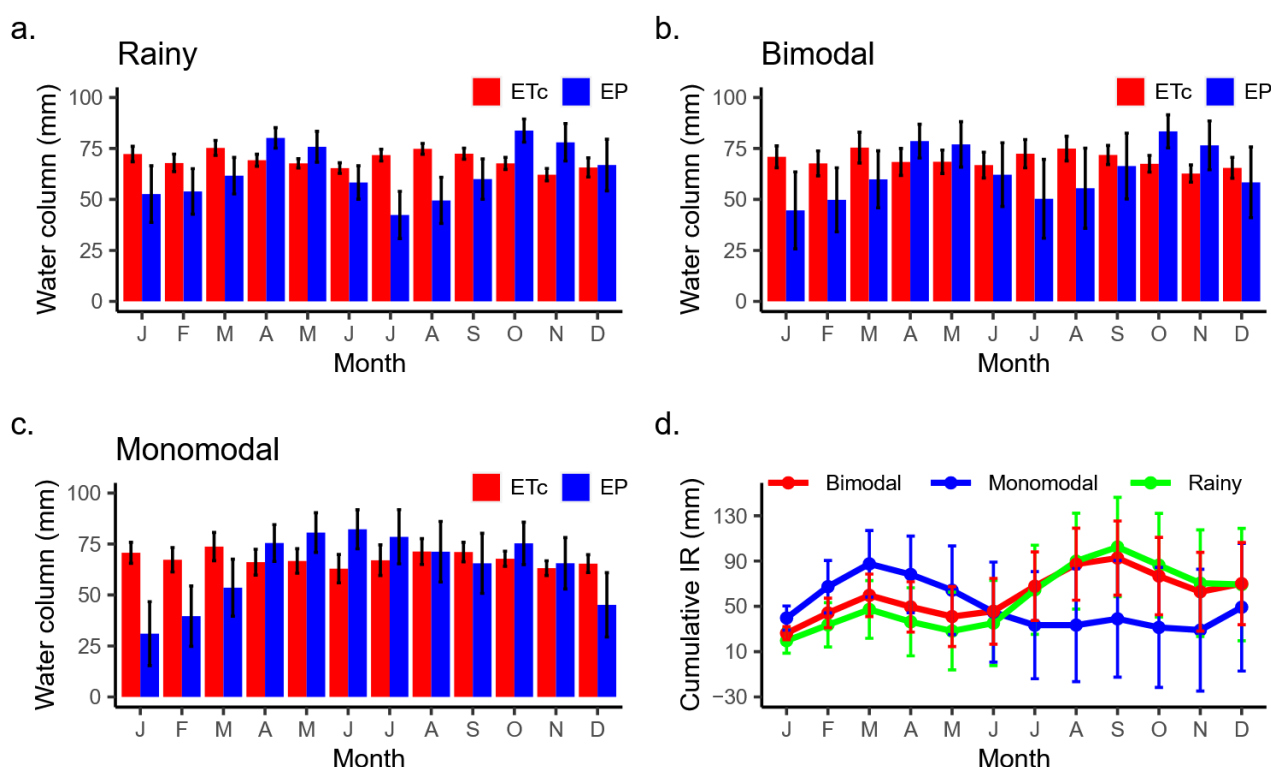 a.
Rainy
ETc EP
Water column (mm)
100
75
50
25
0
J F M A M J J A S O N D
Month
b.
Bimodal
ETc EP
Water column (mm)
100
75
50
25
0
J F M A M J J A S O N D
Month
c.
Monomodal
ETc EP
Water column (mm)
100
75
50
25
0
J F M A M J J A S O N D
Month
d.
Bimodal Monomodal Rainy
Cumulative IR (mm)
130
90
50
10
−30
J F M A M J J A S O N D
Month